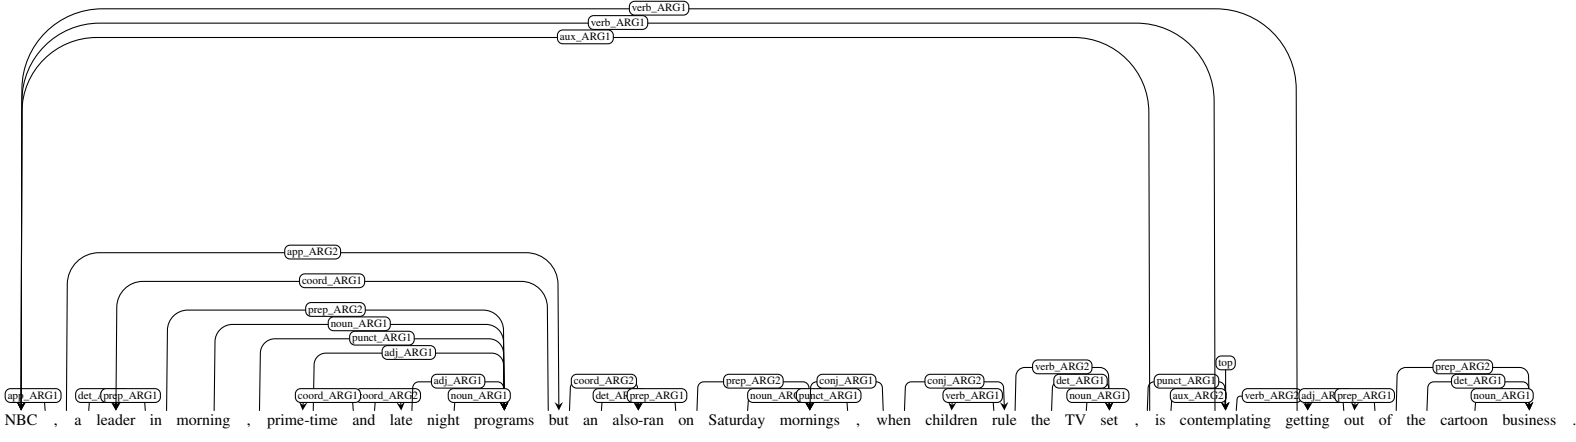 verb_ARG1
verb_ARG1
aux_ARG1
app_ARG2
coord_ARG1
prep_ARG2
noun_ARG1
punct_ARG1
adj_ARG1
top
verb_ARG2 prep_ARG2
adj_ARG1 coord_ARG2 prep_ARG2 conj_ARG1 conj_ARG2 det_ARG1 punct_ARG1 det_ARG1
app_ARG1 prep_ARG1 coord_ARG1 noun_ARG1 prep_ARG1 punct_ARG1 verb_ARG1 noun_ARG1 aux_ARG2 verb_ARG2 prep_ARG1 noun_ARG1
NBC , a leader in morning , prime-time and late night programs but an also-ran on Saturday mornings , when children rule the TV set , is contemplating getting out of the cartoon business .